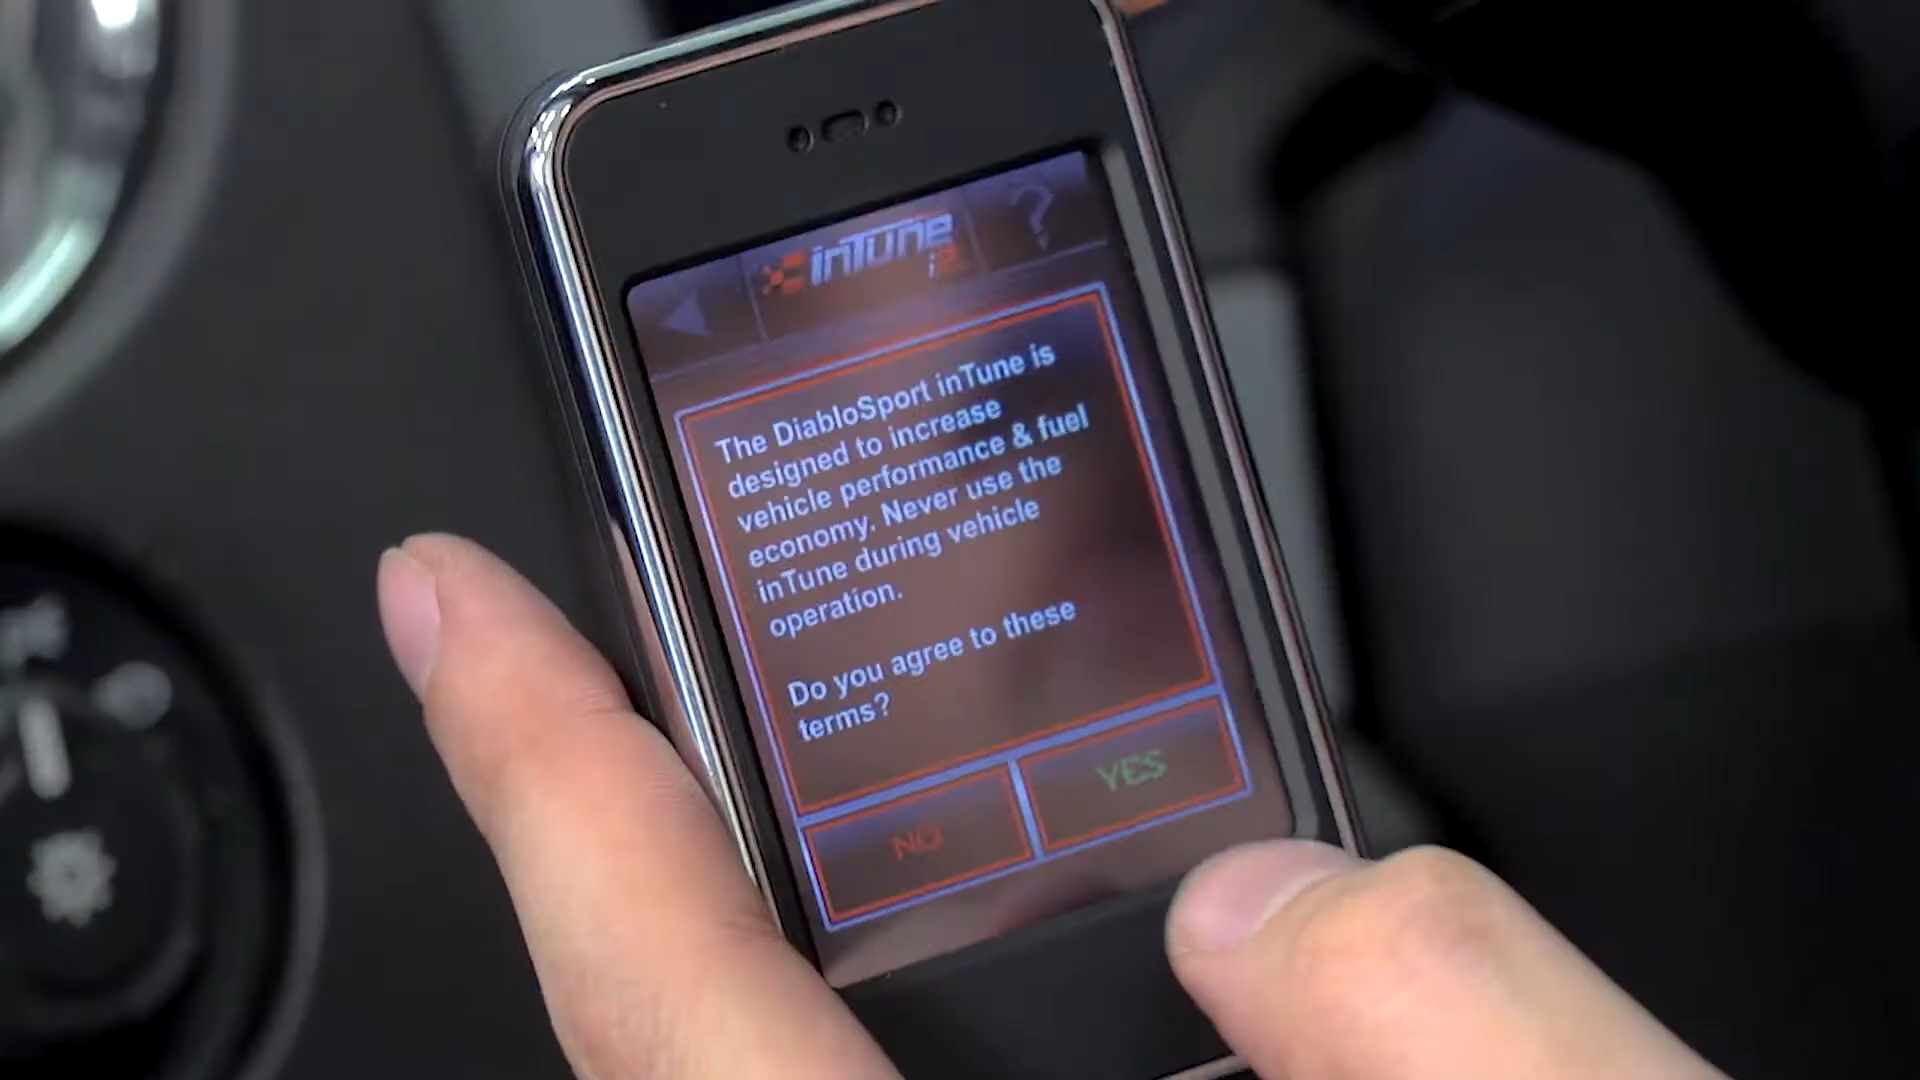 inTune
i2
?
The DiabloSport inTune is
designed to increase
vehicle performance & fuel
economy. Never use the
inTune during vehicle
operation.
Do you agree to these
terms?
NO
YES